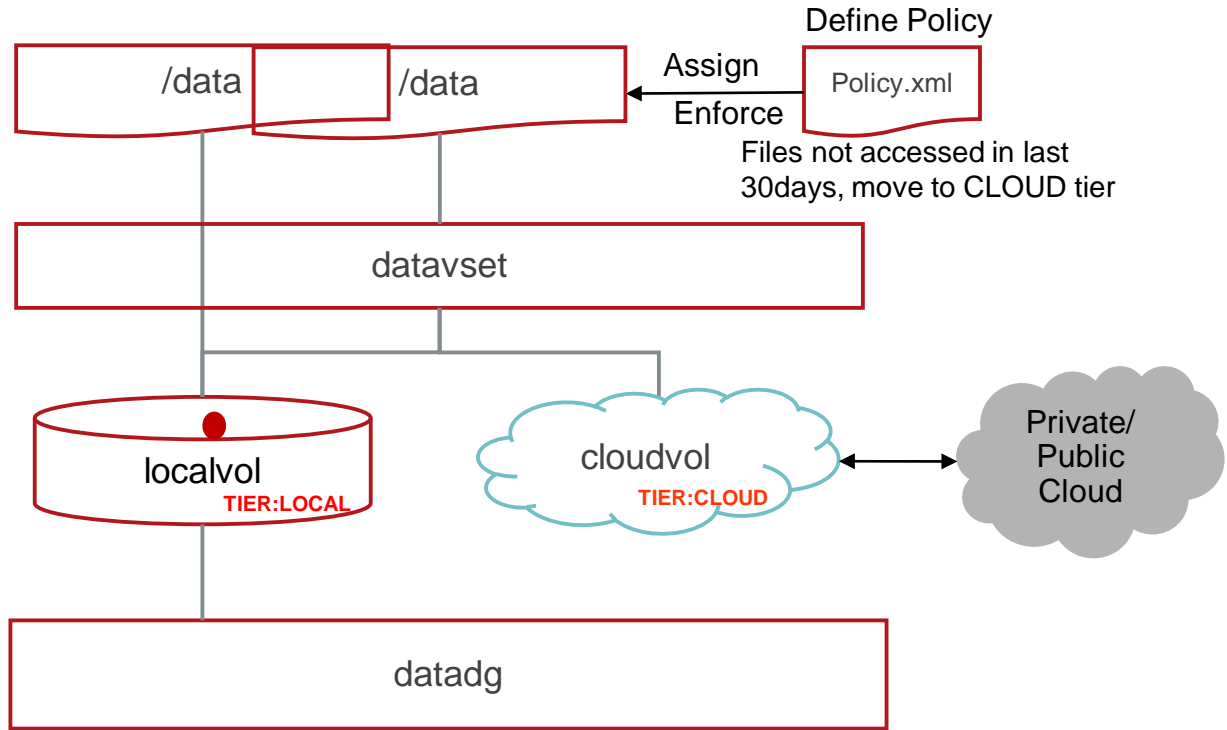 Define Policy
/data
/data
Assign
Enforce
Policy.xml
Files not accessed in last
30days, move to CLOUD tier
datavset
localvol
TIER:LOCAL
cloudvol
TIER:CLOUD
Private/
Public
Cloud
datadg